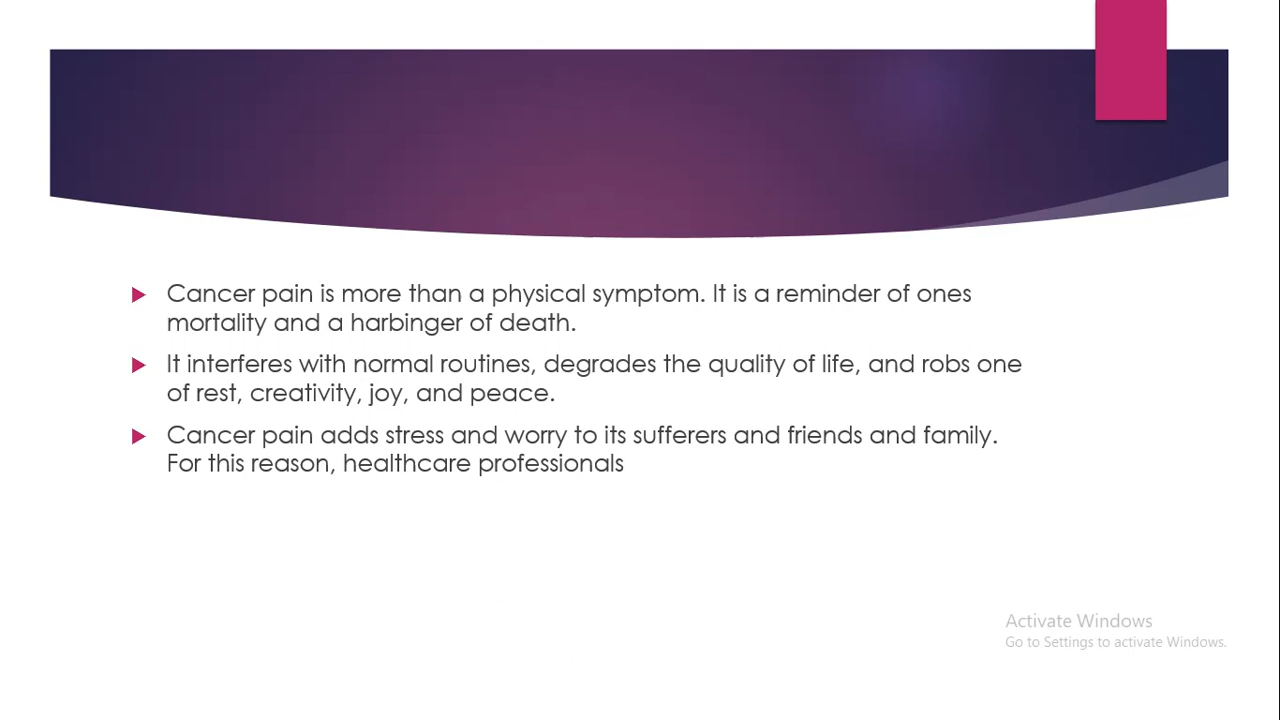 Cancer pain is more than a physical symptom. It is a reminder of ones
mortality and a harbinger of death.
It interferes with normal routines, degrades the quality of life, and robs one
of rest, creativity, joy, and peace.
Cancer pain adds stress and worry to its sufferers and friends and family.
For this reason, healthcare professionals
Activate Windows
Go to Settings to activate Windows.